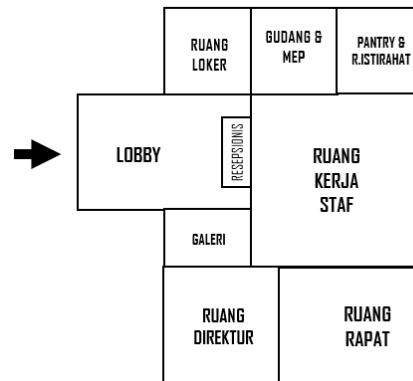 RUANG
LOKER
GUDANG &
MEP
PANTRY &
R.ISTIRAHAT
LOBBY
RESEPSIONIS
RUANG
KERJA
STAF
GALERI
RUANG
DIREKTUR
RUANG
RAPAT